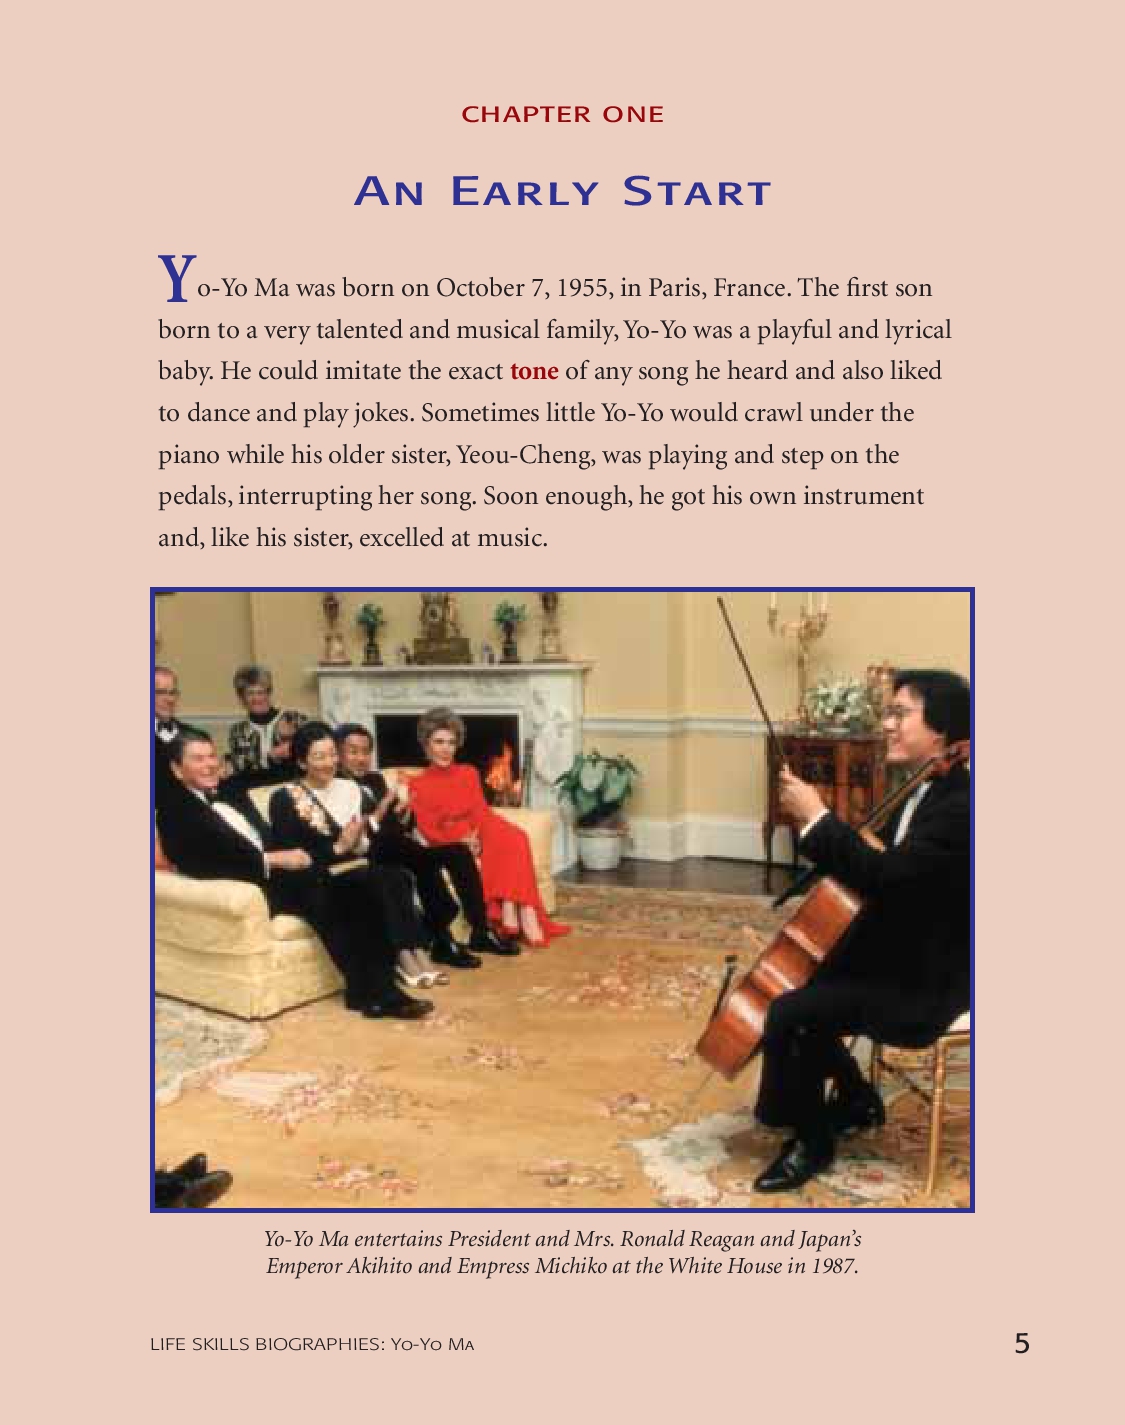 CHAPTER ONE
AN EARLY START
Yo-Yo Ma was born on October 7, 1955, in Paris, France. The first son
born to a very talented and musical family, Yo-Yo was a playful and lyrical
baby. He could imitate the exact tone of any song he heard and also liked
to dance and play jokes. Sometimes little Yo-Yo would crawl under the
piano while his older sister, Yeou-Cheng, was playing and step on the
pedals, interrupting her song. Soon enough, he got his own instrument
and, like his sister, excelled at music.
Yo-Yo Ma entertains President and Mrs. Ronald Reagan and Japan’s
Emperor Akihito and Empress Michiko at the White House in 1987.
LIFE SKILLS BIOGRAPHIES: YO-YO MA
5